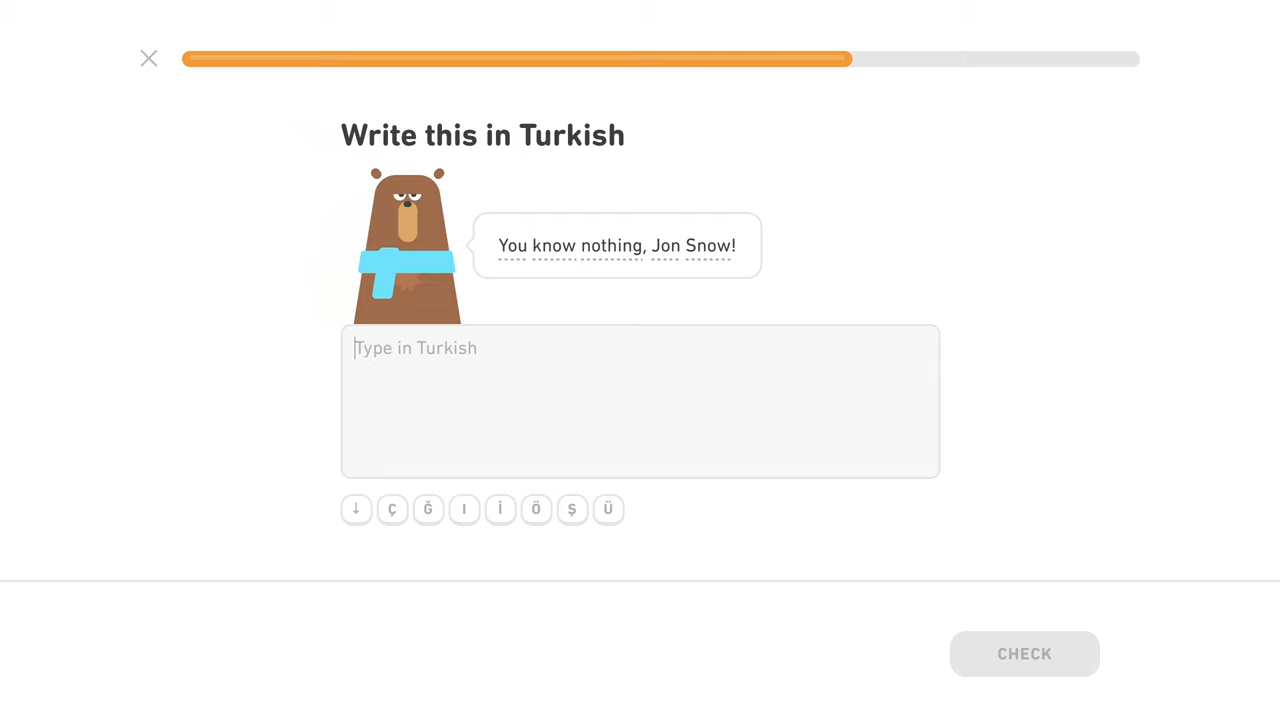 Write this in Turkish
You know nothing, Jon Snow!
Type in Turkish
↓ Ç Ğ I İ Ö Ş Ü
CHECK